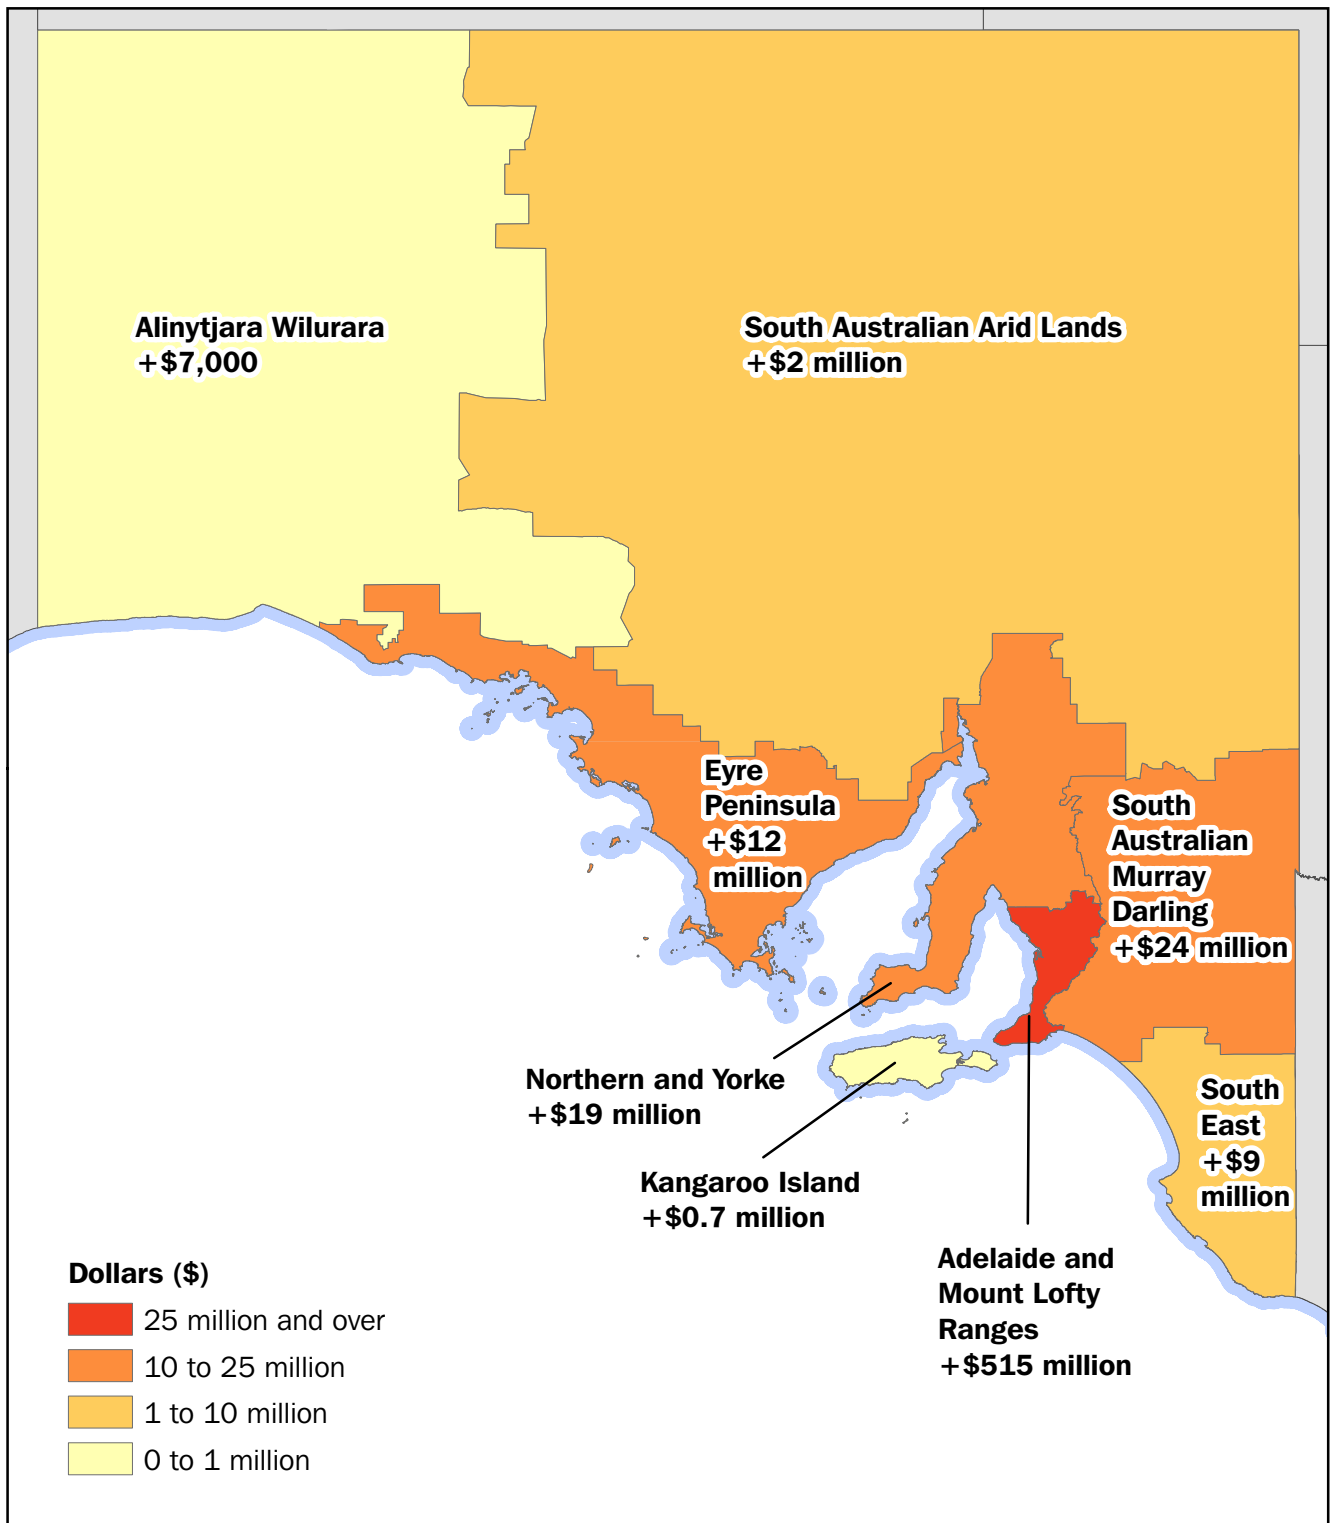 Alinytjara Wilurara
+$7,000
South Australian Arid Lands
+$2 million
Eyre
Peninsula
+$12
million
South
Australian
Murray
Darling
+$24 million
Northern and Yorke
+$19 million
Kangaroo Island
+$0.7 million
South
East
+$9
million
Adelaide and
Mount Lofty
Ranges
+$515 million
Dollars ($)
25 million and over
10 to 25 million
1 to 10 million
0 to 1 million